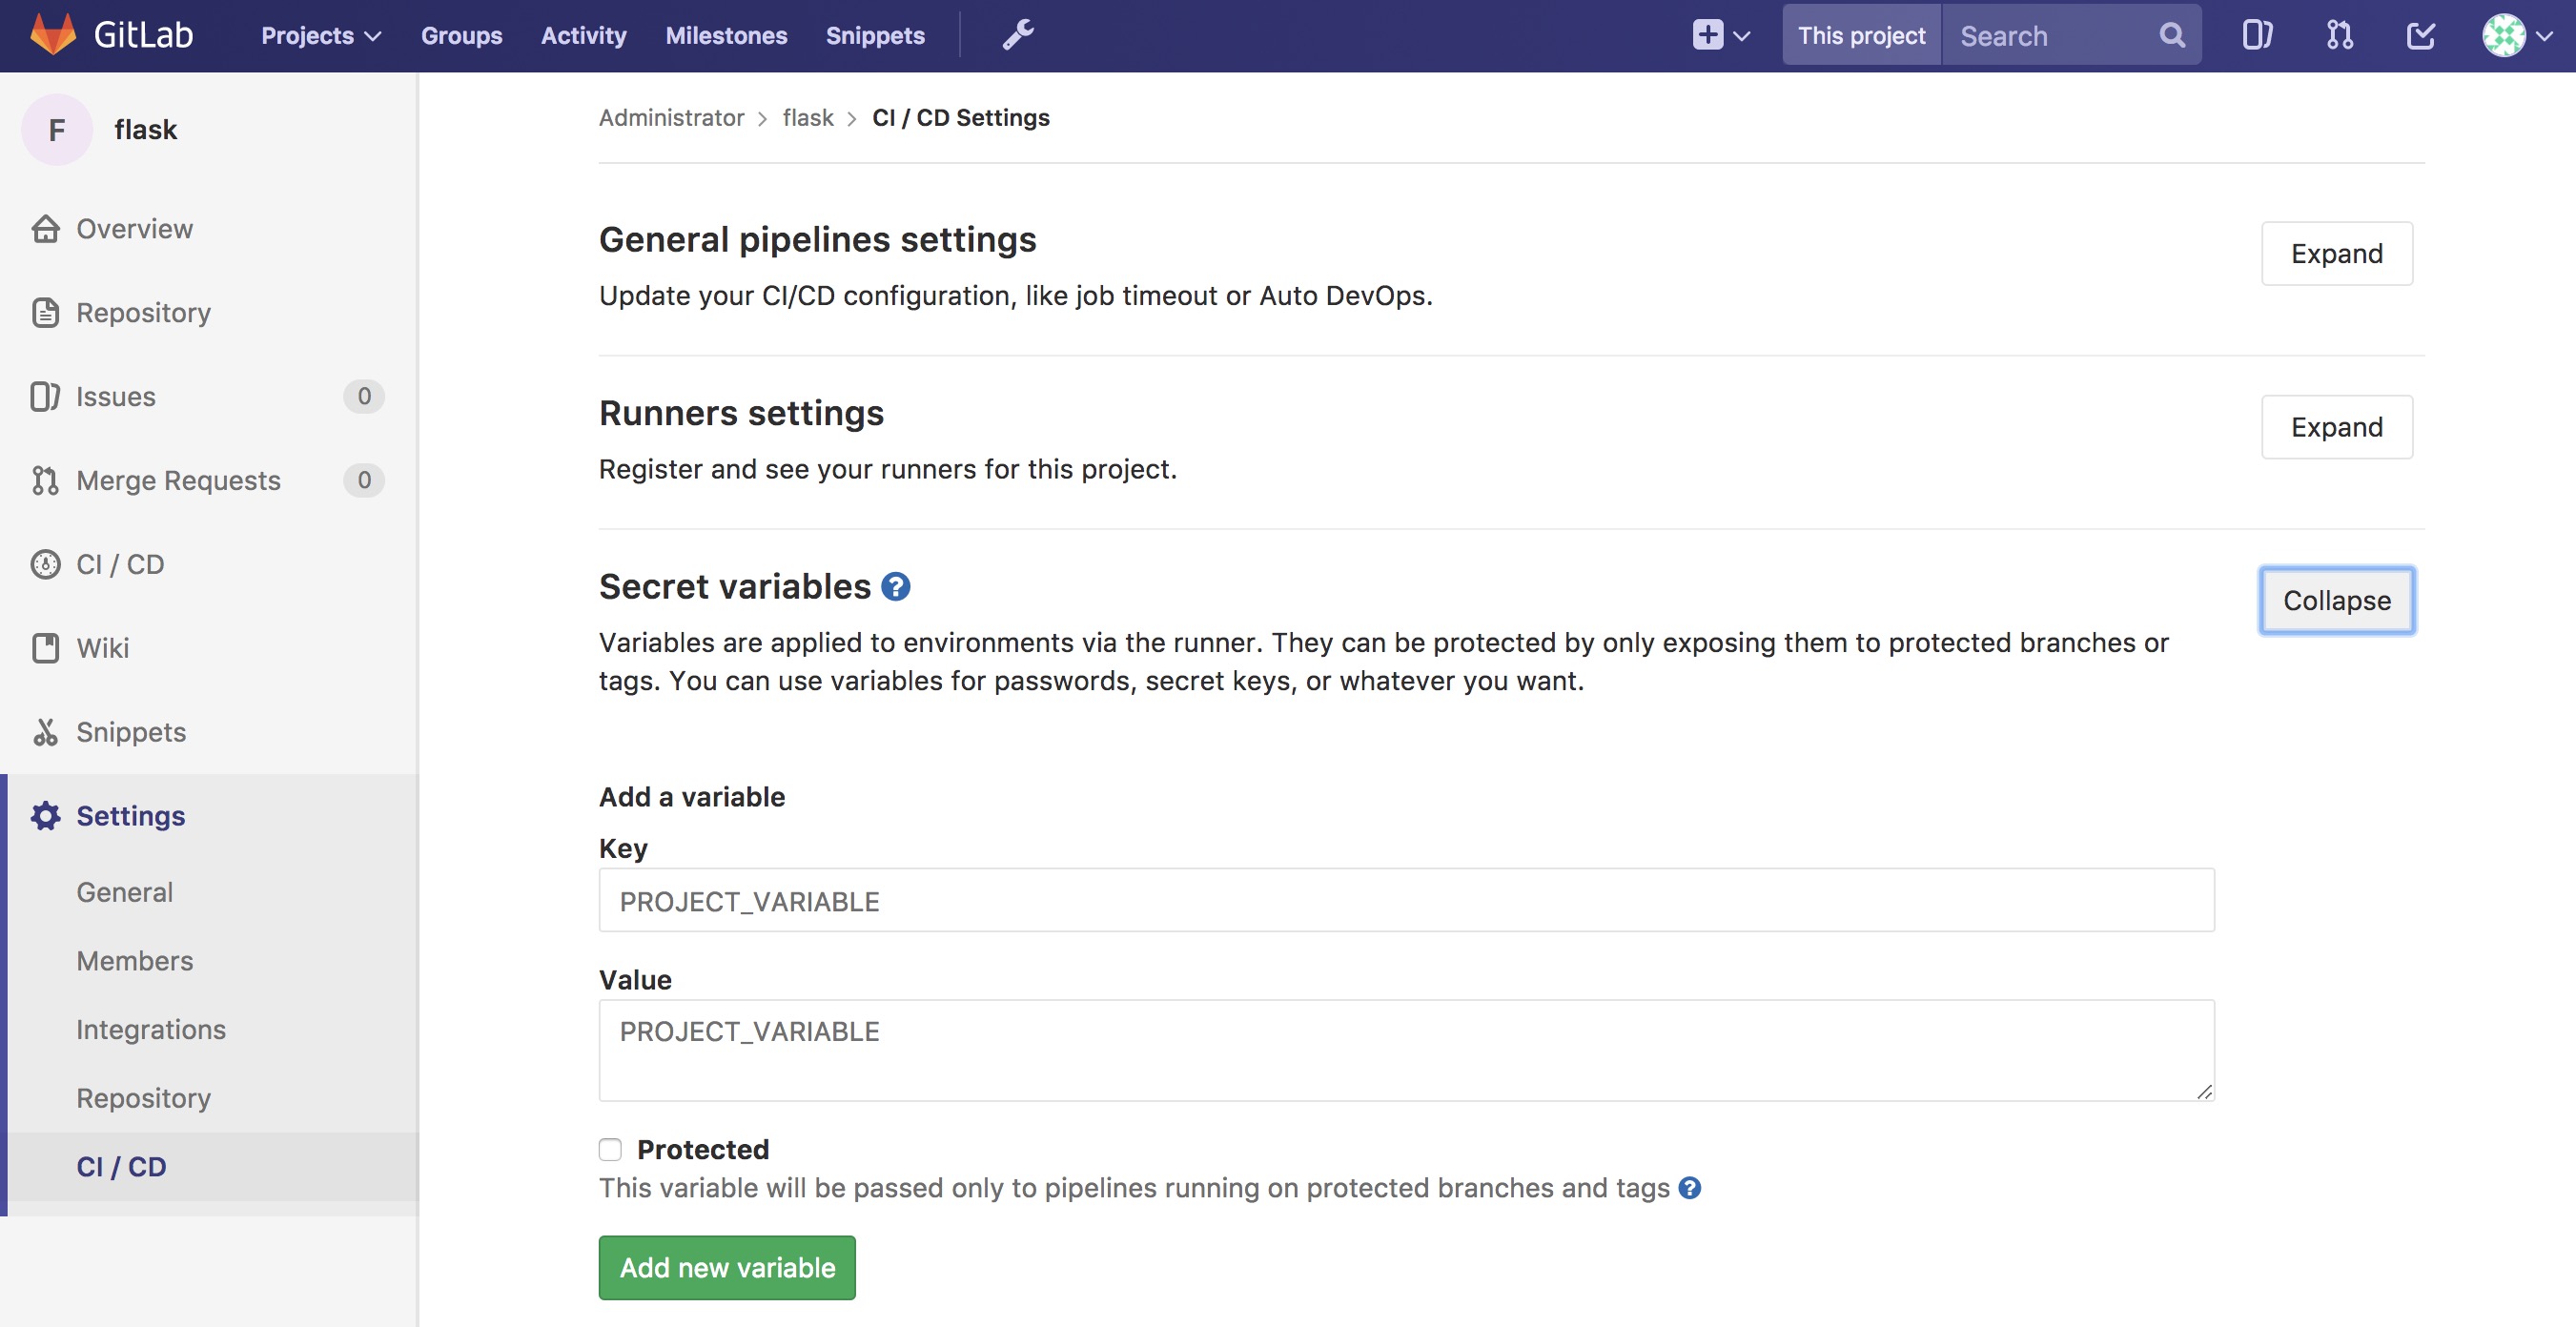 GitLab Projects Groups Activity Milestones Snippets This project Search
F flask
Overview
Repository
Issues 0
Merge Requests 0
CI / CD
Wiki
Snippets
Settings
General
Members
Integrations
Repository
CI / CD
Administrator > flask > CI / CD Settings
General pipelines settings
Expand
Update your CI/CD configuration, like job timeout or Auto DevOps.
Runners settings
Expand
Register and see your runners for this project.
Secret variables ?
Collapse
Variables are applied to environments via the runner. They can be protected by only exposing them to protected branches or
tags. You can use variables for passwords, secret keys, or whatever you want.
Add a variable
Key
PROJECT_VARIABLE
Value
PROJECT_VARIABLE
Protected
This variable will be passed only to pipelines running on protected branches and tags ?
Add new variable